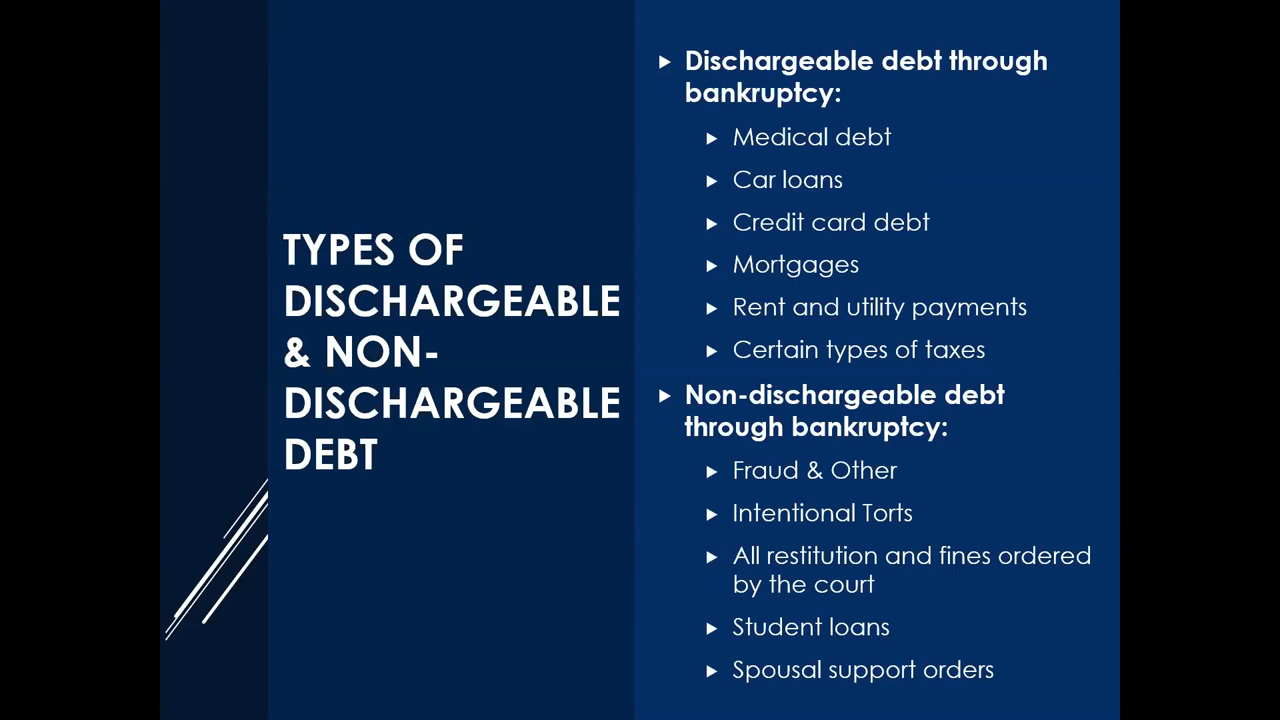 TYPES OF
DISCHARGEABLE
& NON-
DISCHARGEABLE
DEBT
Dischargeable debt through
bankruptcy:
Medical debt
Car loans
Credit card debt
Mortgages
Rent and utility payments
Certain types of taxes
Non-dischargeable debt
through bankruptcy:
Fraud & Other
Intentional Torts
All restitution and fines ordered
by the court
Student loans
Spousal support orders